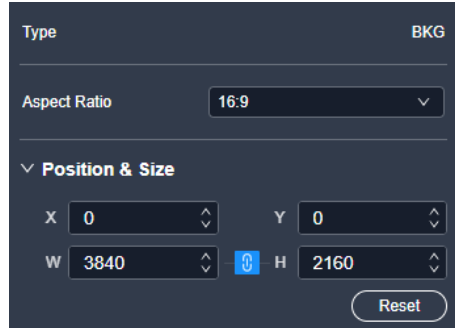 Type BKG
Aspect Ratio 16:9
Position & Size
X 0 Y 0
W 3840 H 2160
Reset